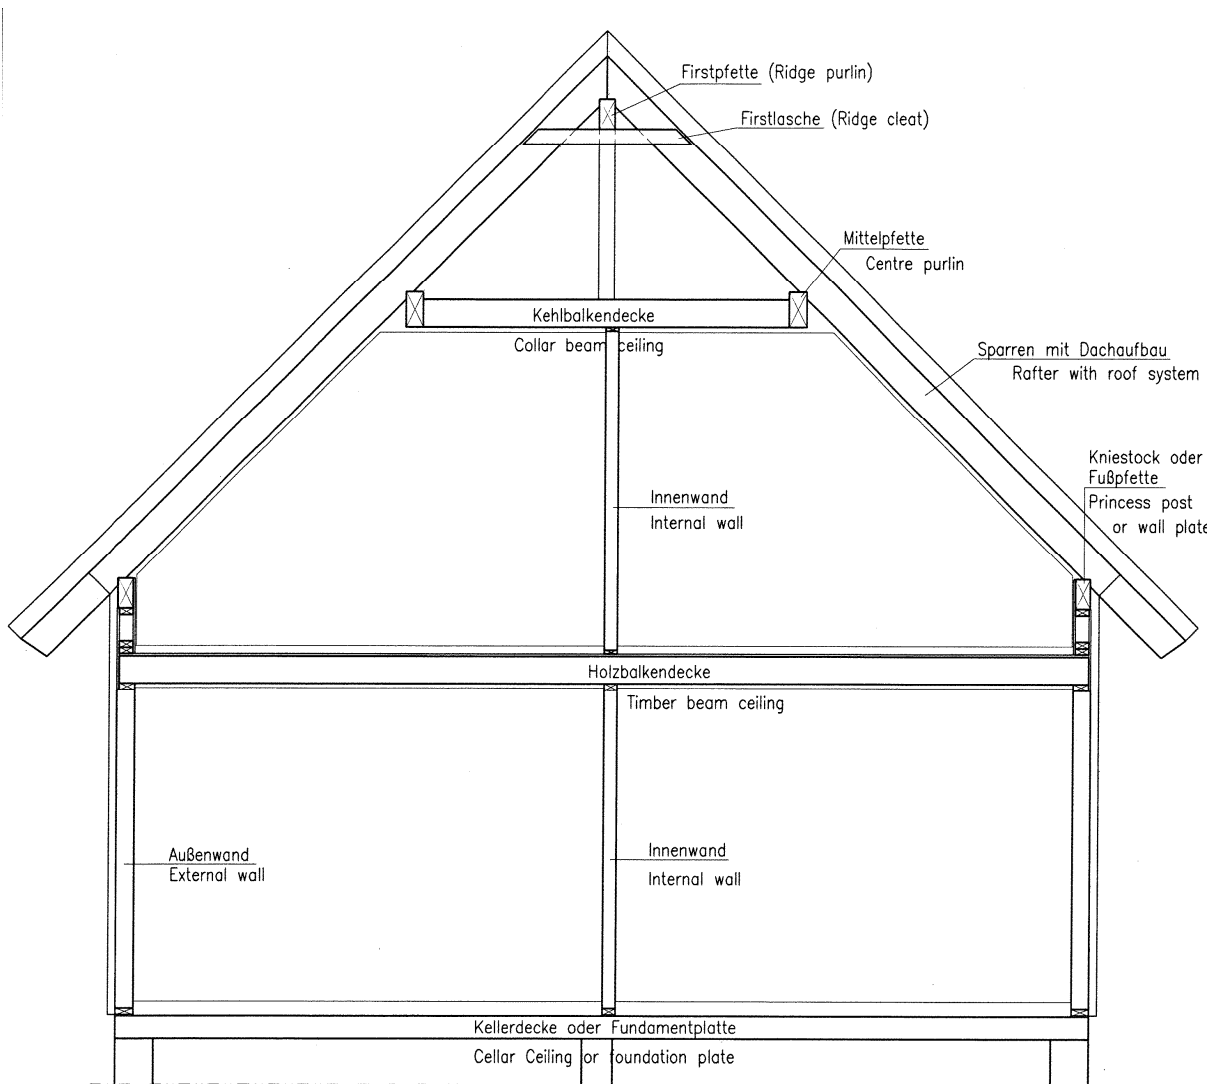 Firstpfette (Ridge purlin)
Firstlasche (Ridge cleat)
Mittelpfette
Centre purlin
Kehlbalkendecke
Collar beam ceiling
Sparren mit Dachaufbau
Rafter with roof system
Kniestock oder
Fußpfette
Princess post
or wall plate
Innenwand
Internal wall
Holzbalkendecke
Timber beam ceiling
Außenwand
External wall
Innenwand
Internal wall
Kellerdecke oder Fundamentplatte
Cellar Ceiling or foundation plate